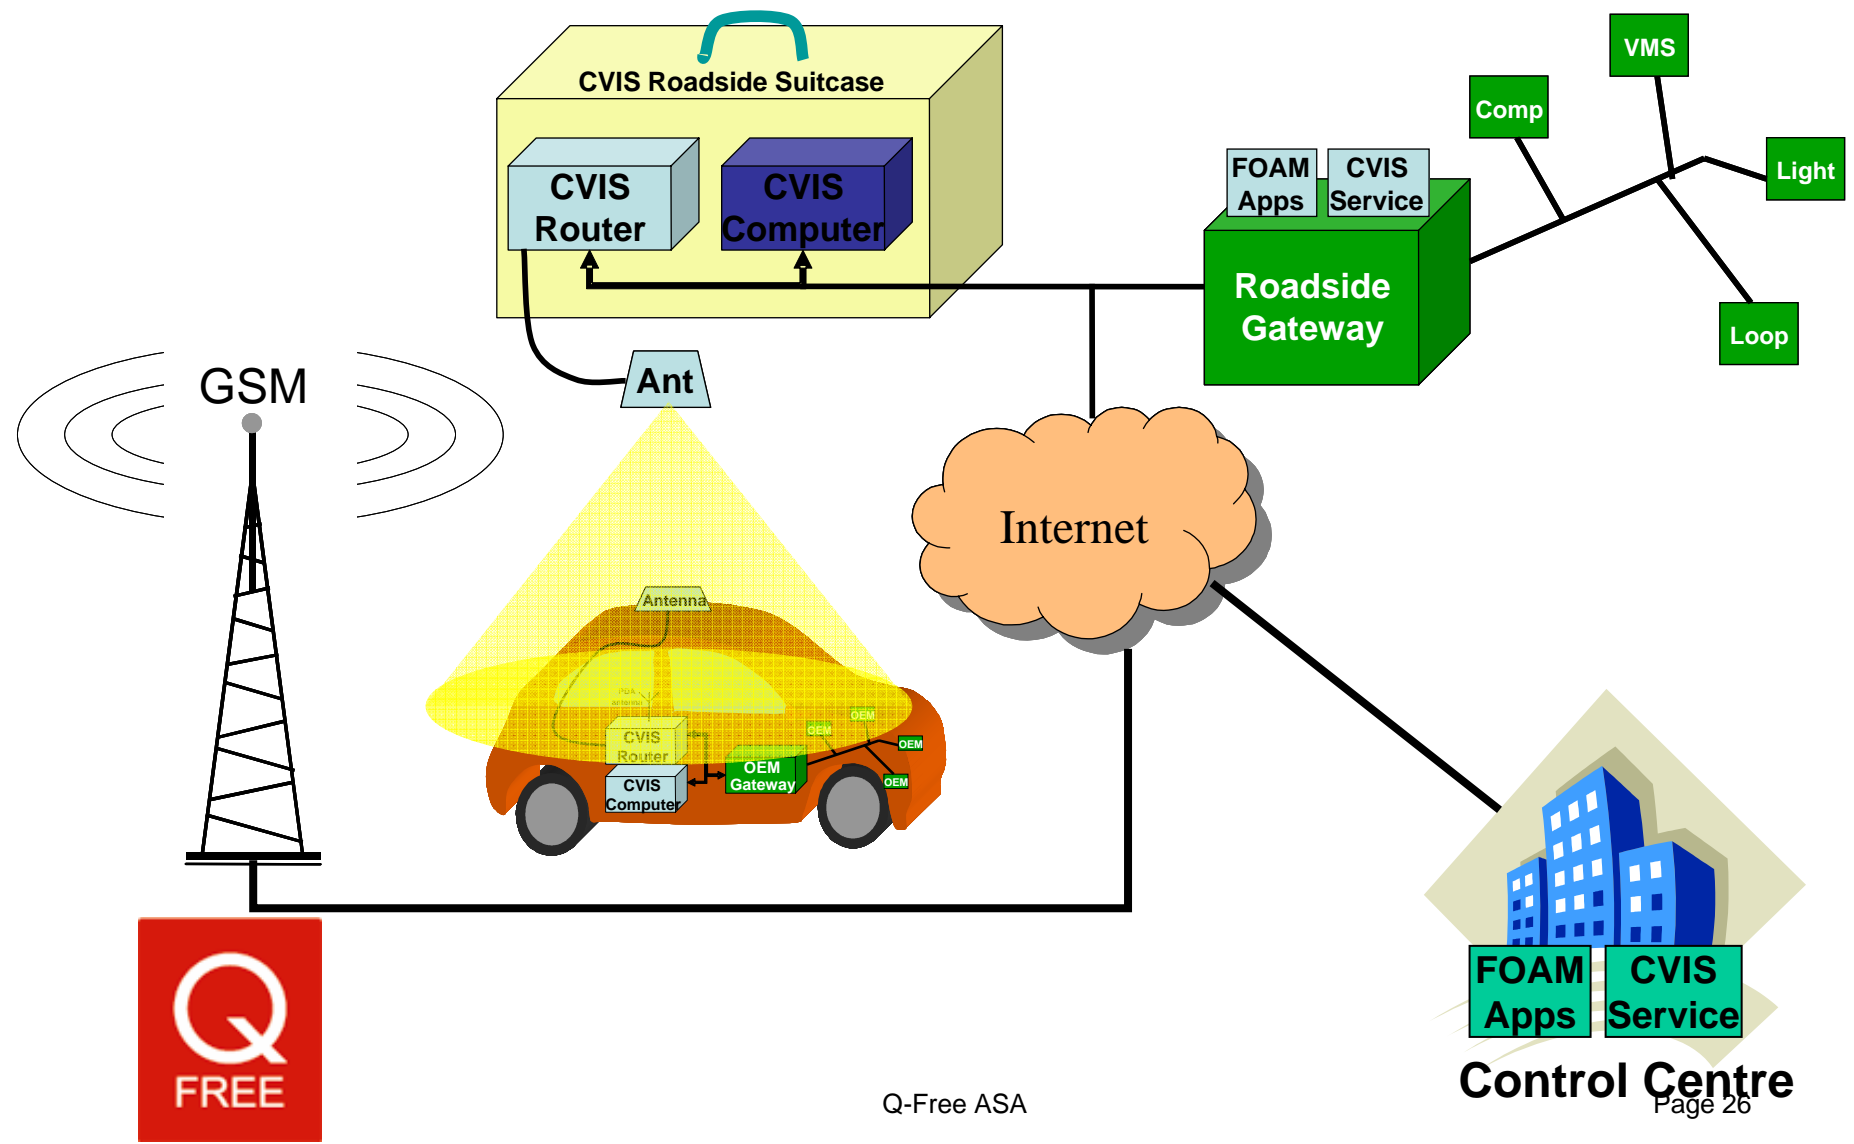 CVIS Roadside Suitcase
CVIS
Router
CVIS
Computer
FOAM
Apps
CVIS
Service
Roadside
Gateway
VMS
Comp
Light
Loop
GSM
Ant
Internet
Antenna
PDA
antenna
CVIS
Router
CVIS
Computer
OEM
Gateway
OEM
OEM
OEM
OEM
FOAM
Apps
CVIS
Service
Control Centre
Q
FREE
Q-Free ASA
Page 26